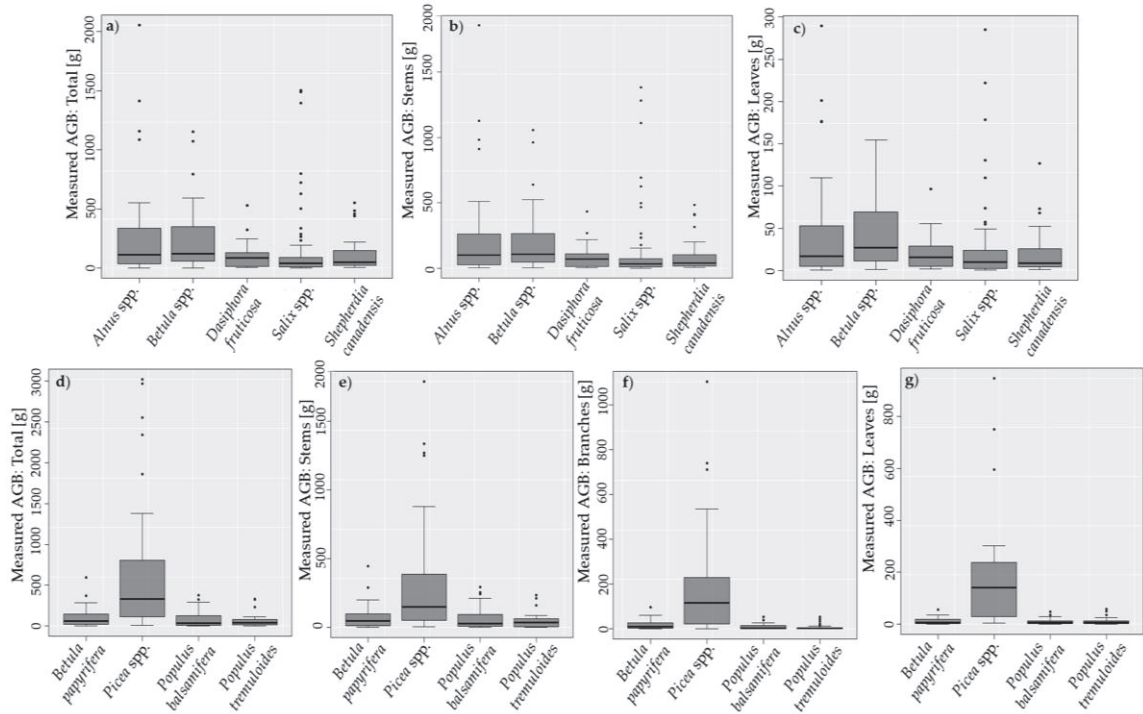 a)
Measured AGB: Total [g]
2000
1500
1000
500
0
Alnus spp.
Betula spp.
Dasiphora
fruticosa
Salix spp.
Shepherdia
canadensis
b)
Measured AGB: Stems [g]
2000
1500
1000
500
0
Alnus spp.
Betula spp.
Dasiphora
fruticosa
Salix spp.
Shepherdia
canadensis
c)
Measured AGB: Leaves [g]
300
250
200
150
100
50
0
Alnus spp.
Betula spp.
Dasiphora
fruticosa
Salix spp.
Shepherdia
canadensis
d)
Measured AGB: Total [g]
3000
2500
2000
1500
1000
500
0
Betula
papyrifera
Picea spp.
Populus
balsamifera
Populus
tremuloides
e)
Measured AGB: Stems [g]
2000
1500
1000
500
0
Betula
papyrifera
Picea spp.
Populus
balsamifera
Populus
tremuloides
f)
Measured AGB: Branches [g]
1000
800
600
400
200
0
Betula
papyrifera
Picea spp.
Populus
balsamifera
Populus
tremuloides
g)
Measured AGB: Leaves [g]
800
600
400
200
0
Betula
papyrifera
Picea spp.
Populus
balsamifera
Populus
tremuloides